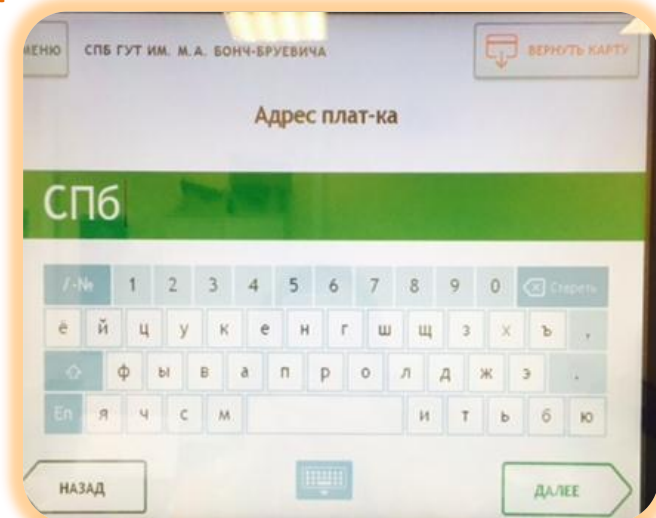 МЕНЮ
СПБ ГУТ ИМ. М.А. БОНЧ-БРУЕВИЧА
ВЕРНУТЬ КАРТУ
Адрес плат-ка
СПб
/-№ 1 2 3 4 5 6 7 8 9 0 Стереть
ё й ц у к е н г ш щ з х ъ ,
ф ы в а п р о л д ж э .
En я ч с м и т ь б ю
НАЗАД
ДАЛЕЕ